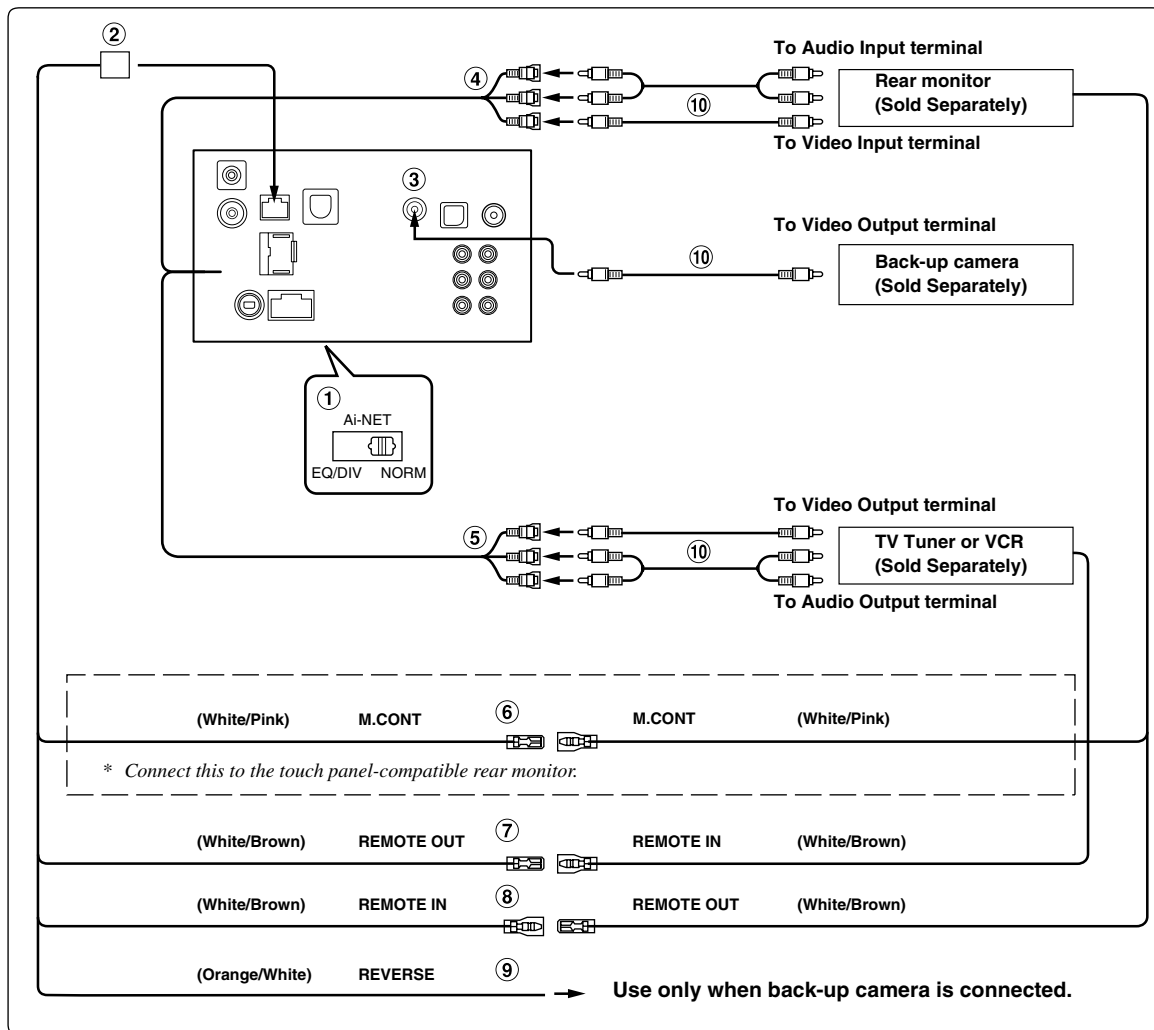 ②
To Audio Input terminal
④
Rear monitor
(Sold Separately)
⑩
To Video Input terminal
③
To Video Output terminal
⑩
Back-up camera
(Sold Separately)
①
Ai-NET
EQ/DIV NORM
To Video Output terminal
⑤
TV Tuner or VCR
(Sold Separately)
⑩
To Audio Output terminal
(White/Pink) M.CONT ⑥ M.CONT (White/Pink)
* Connect this to the touch panel-compatible rear monitor.
(White/Brown) REMOTE OUT ⑦ REMOTE IN (White/Brown)
(White/Brown) REMOTE IN ⑧ REMOTE OUT (White/Brown)
(Orange/White) REVERSE ⑨
Use only when back-up camera is connected.